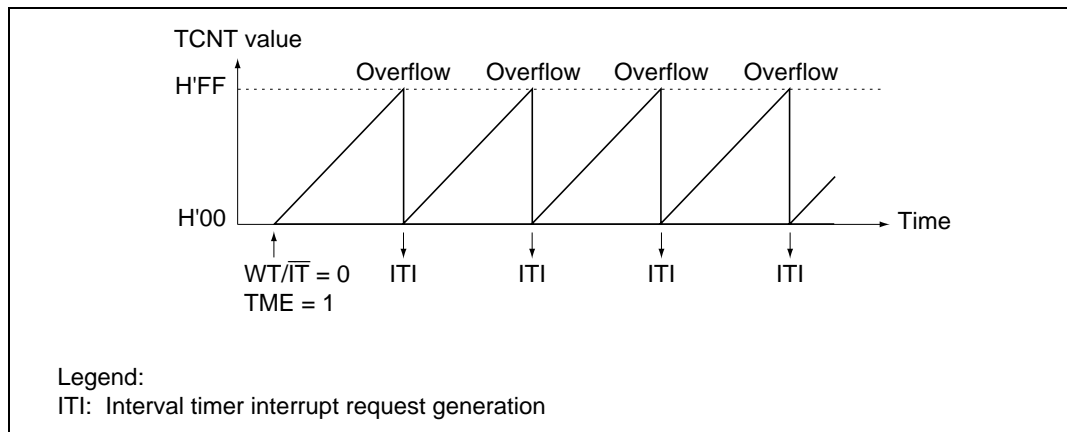 TCNT value
Overflow Overflow Overflow Overflow
H'FF
H'00
Time
WT/I̅T̅ = 0 ITI ITI ITI ITI
TME = 1
Legend:
ITI: Interval timer interrupt request generation